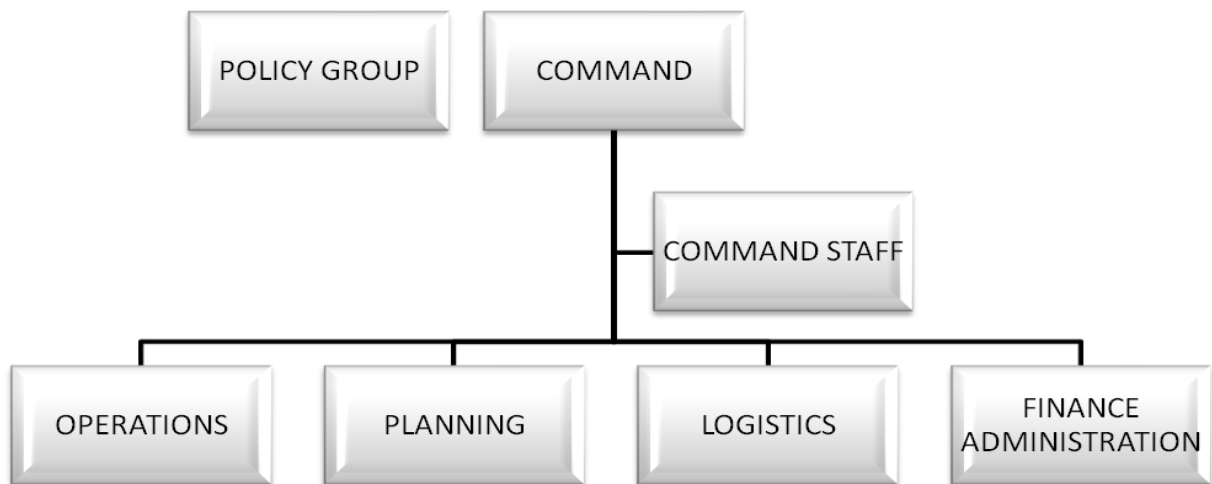 POLICY GROUP
COMMAND
COMMAND STAFF
OPERATIONS
PLANNING
LOGISTICS
FINANCE
ADMINISTRATION